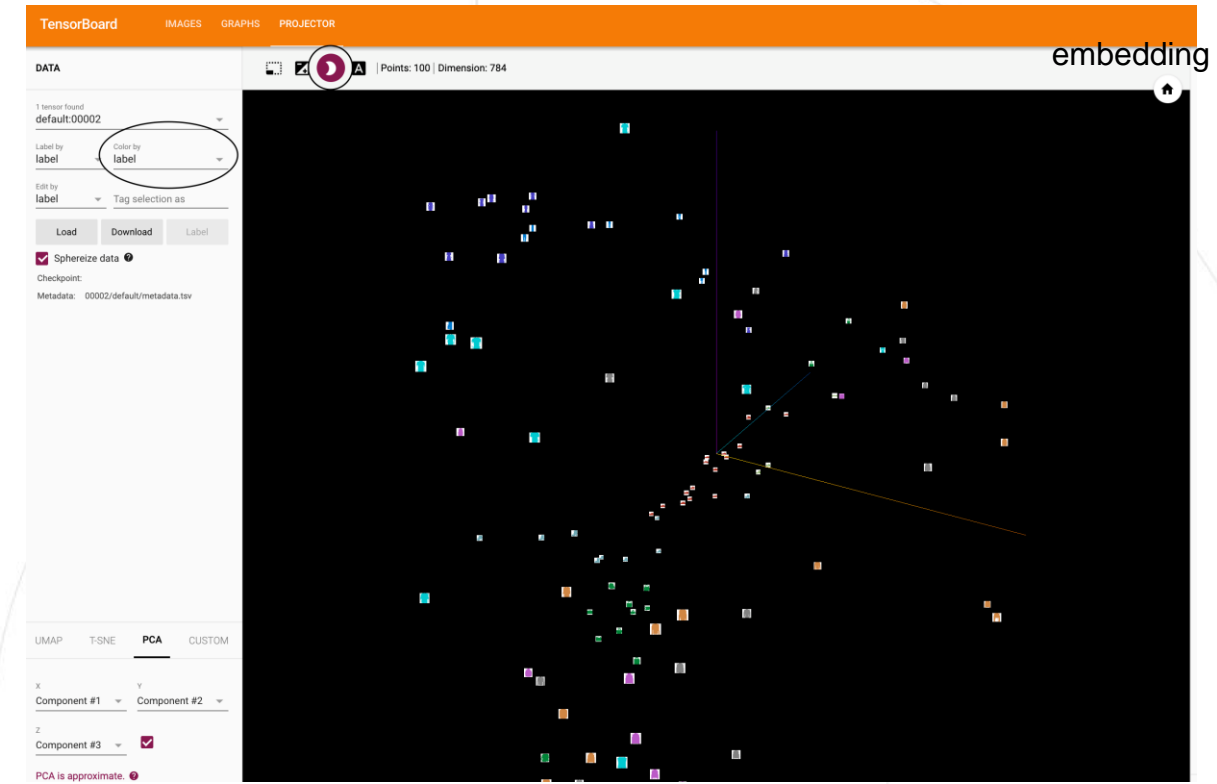 TensorBoard IMAGES GRAPHS PROJECTOR
embedding
DATA
A | Points: 100 | Dimension: 784
1 tensor found
default:00002
Label by Color by
label label
Edit by
label Tag selection as
Load Download Label
Sphereize data ?
Checkpoint:
Metadata: 00002/default/metadata.tsv
UMAP T-SNE PCA CUSTOM
X Y
Component #1 Component #2
Z
Component #3
PCA is approximate. ?